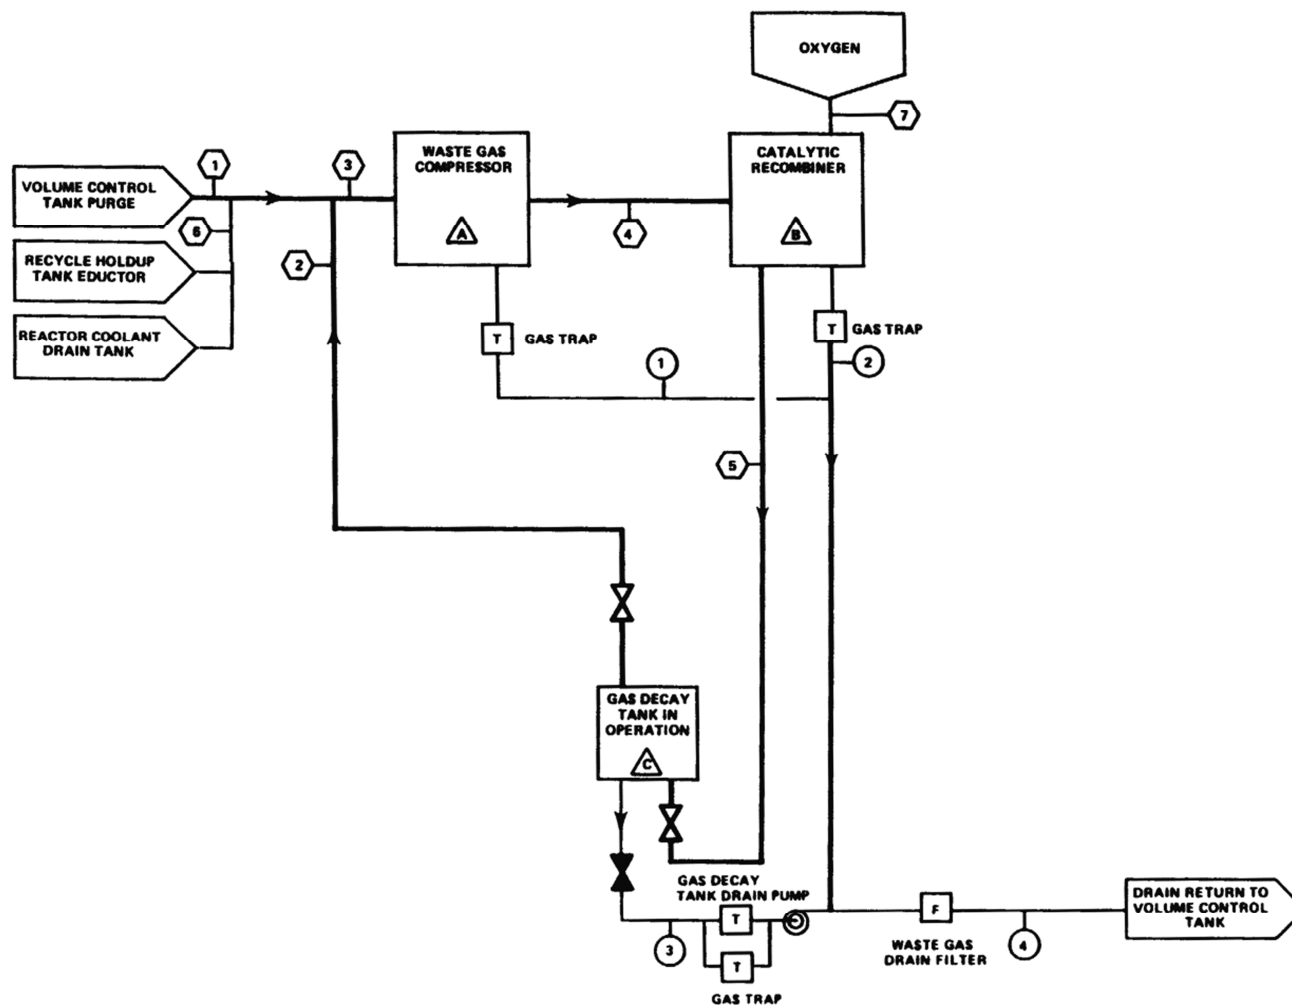 OXYGEN
7
1
3
WASTE GAS
COMPRESSOR
A
CATALYTIC
RECOMBINER
B
VOLUME CONTROL
TANK PURGE
6
4
RECYCLE HOLDUP
TANK EDUCTOR
2
REACTOR COOLANT
DRAIN TANK
T
GAS TRAP
T
GAS TRAP
1
2
5
GAS DECAY
TANK IN
OPERATION
C
GAS DECAY
TANK DRAIN PUMP
T
3
T
GAS TRAP
F
WASTE GAS
DRAIN FILTER
4
DRAIN RETURN TO
VOLUME CONTROL
TANK